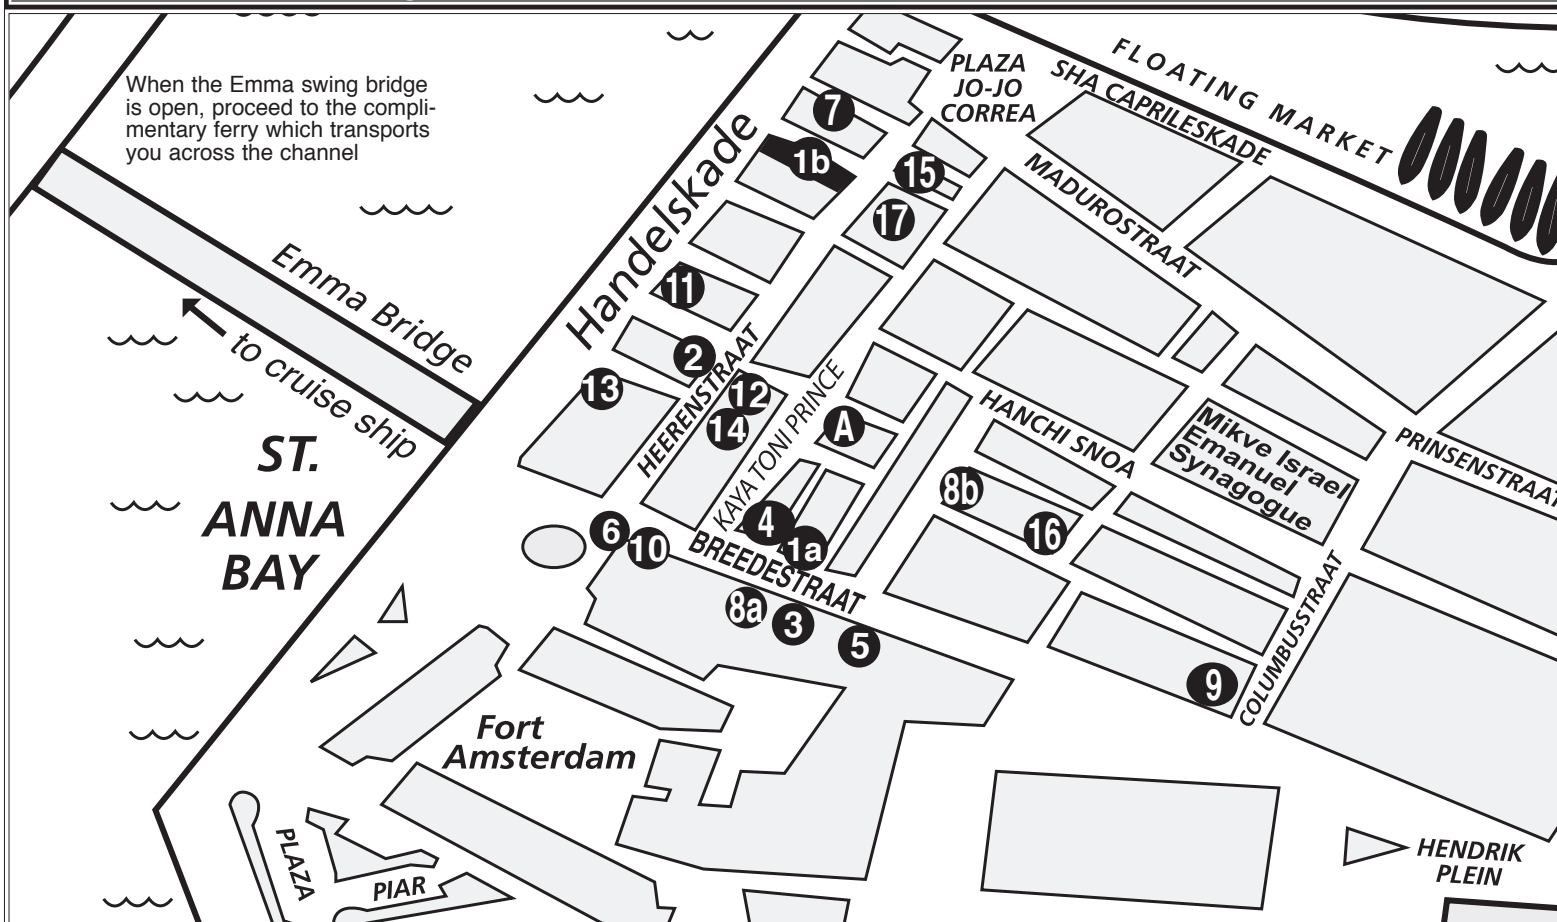 When the Emma swing bridge
is open, proceed to the compli-
mentary ferry which transports
you across the channel
FLOATING MARKET
SHA CAPRILESKADE
PLAZA
JO-JO
CORREA
MADUROSTRAAT
Handelskade
7
1b
15
17
11
2
13
12
14
A
HEERENSTRAAT
KAYA TONI PRINCE
Emma Bridge
to cruise ship
HANCHI SNOA
Mikve Israel
Emanuel
Synagogue
PRINSENSTRAAT
ST.
ANNA
BAY
8b
16
4
1a
6
10
BREEDESTRAAT
8a
3
5
9
COLUMBUSSTRAAT
Fort
Amsterdam
PLAZA
PIAR
HENDRIK
PLEIN